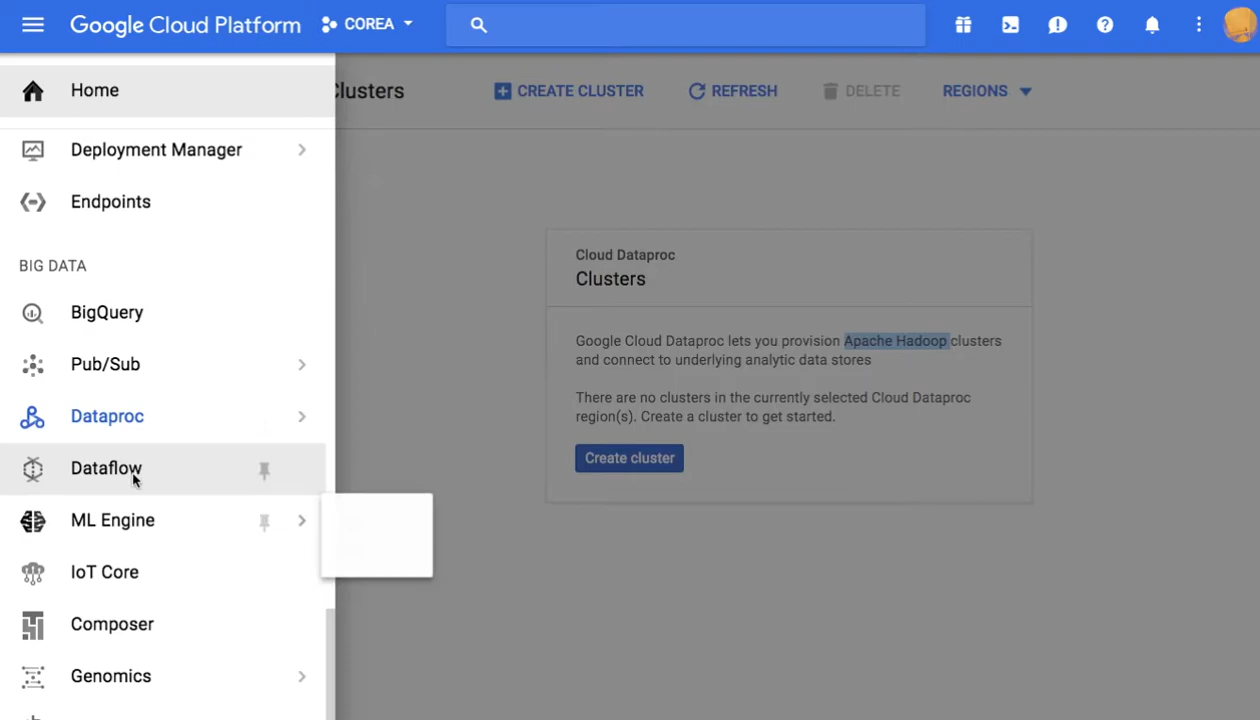 Google Cloud Platform
COREA
Home
Deployment Manager
Endpoints
BIG DATA
BigQuery
Pub/Sub
Dataproc
Dataflow
ML Engine
IoT Core
Composer
Genomics
Clusters
CREATE CLUSTER
REFRESH
DELETE
REGIONS
Cloud Dataproc
Clusters
Google Cloud Dataproc lets you provision Apache Hadoop clusters
and connect to underlying analytic data stores
There are no clusters in the currently selected Cloud Dataproc
region(s). Create a cluster to get started.
Create cluster